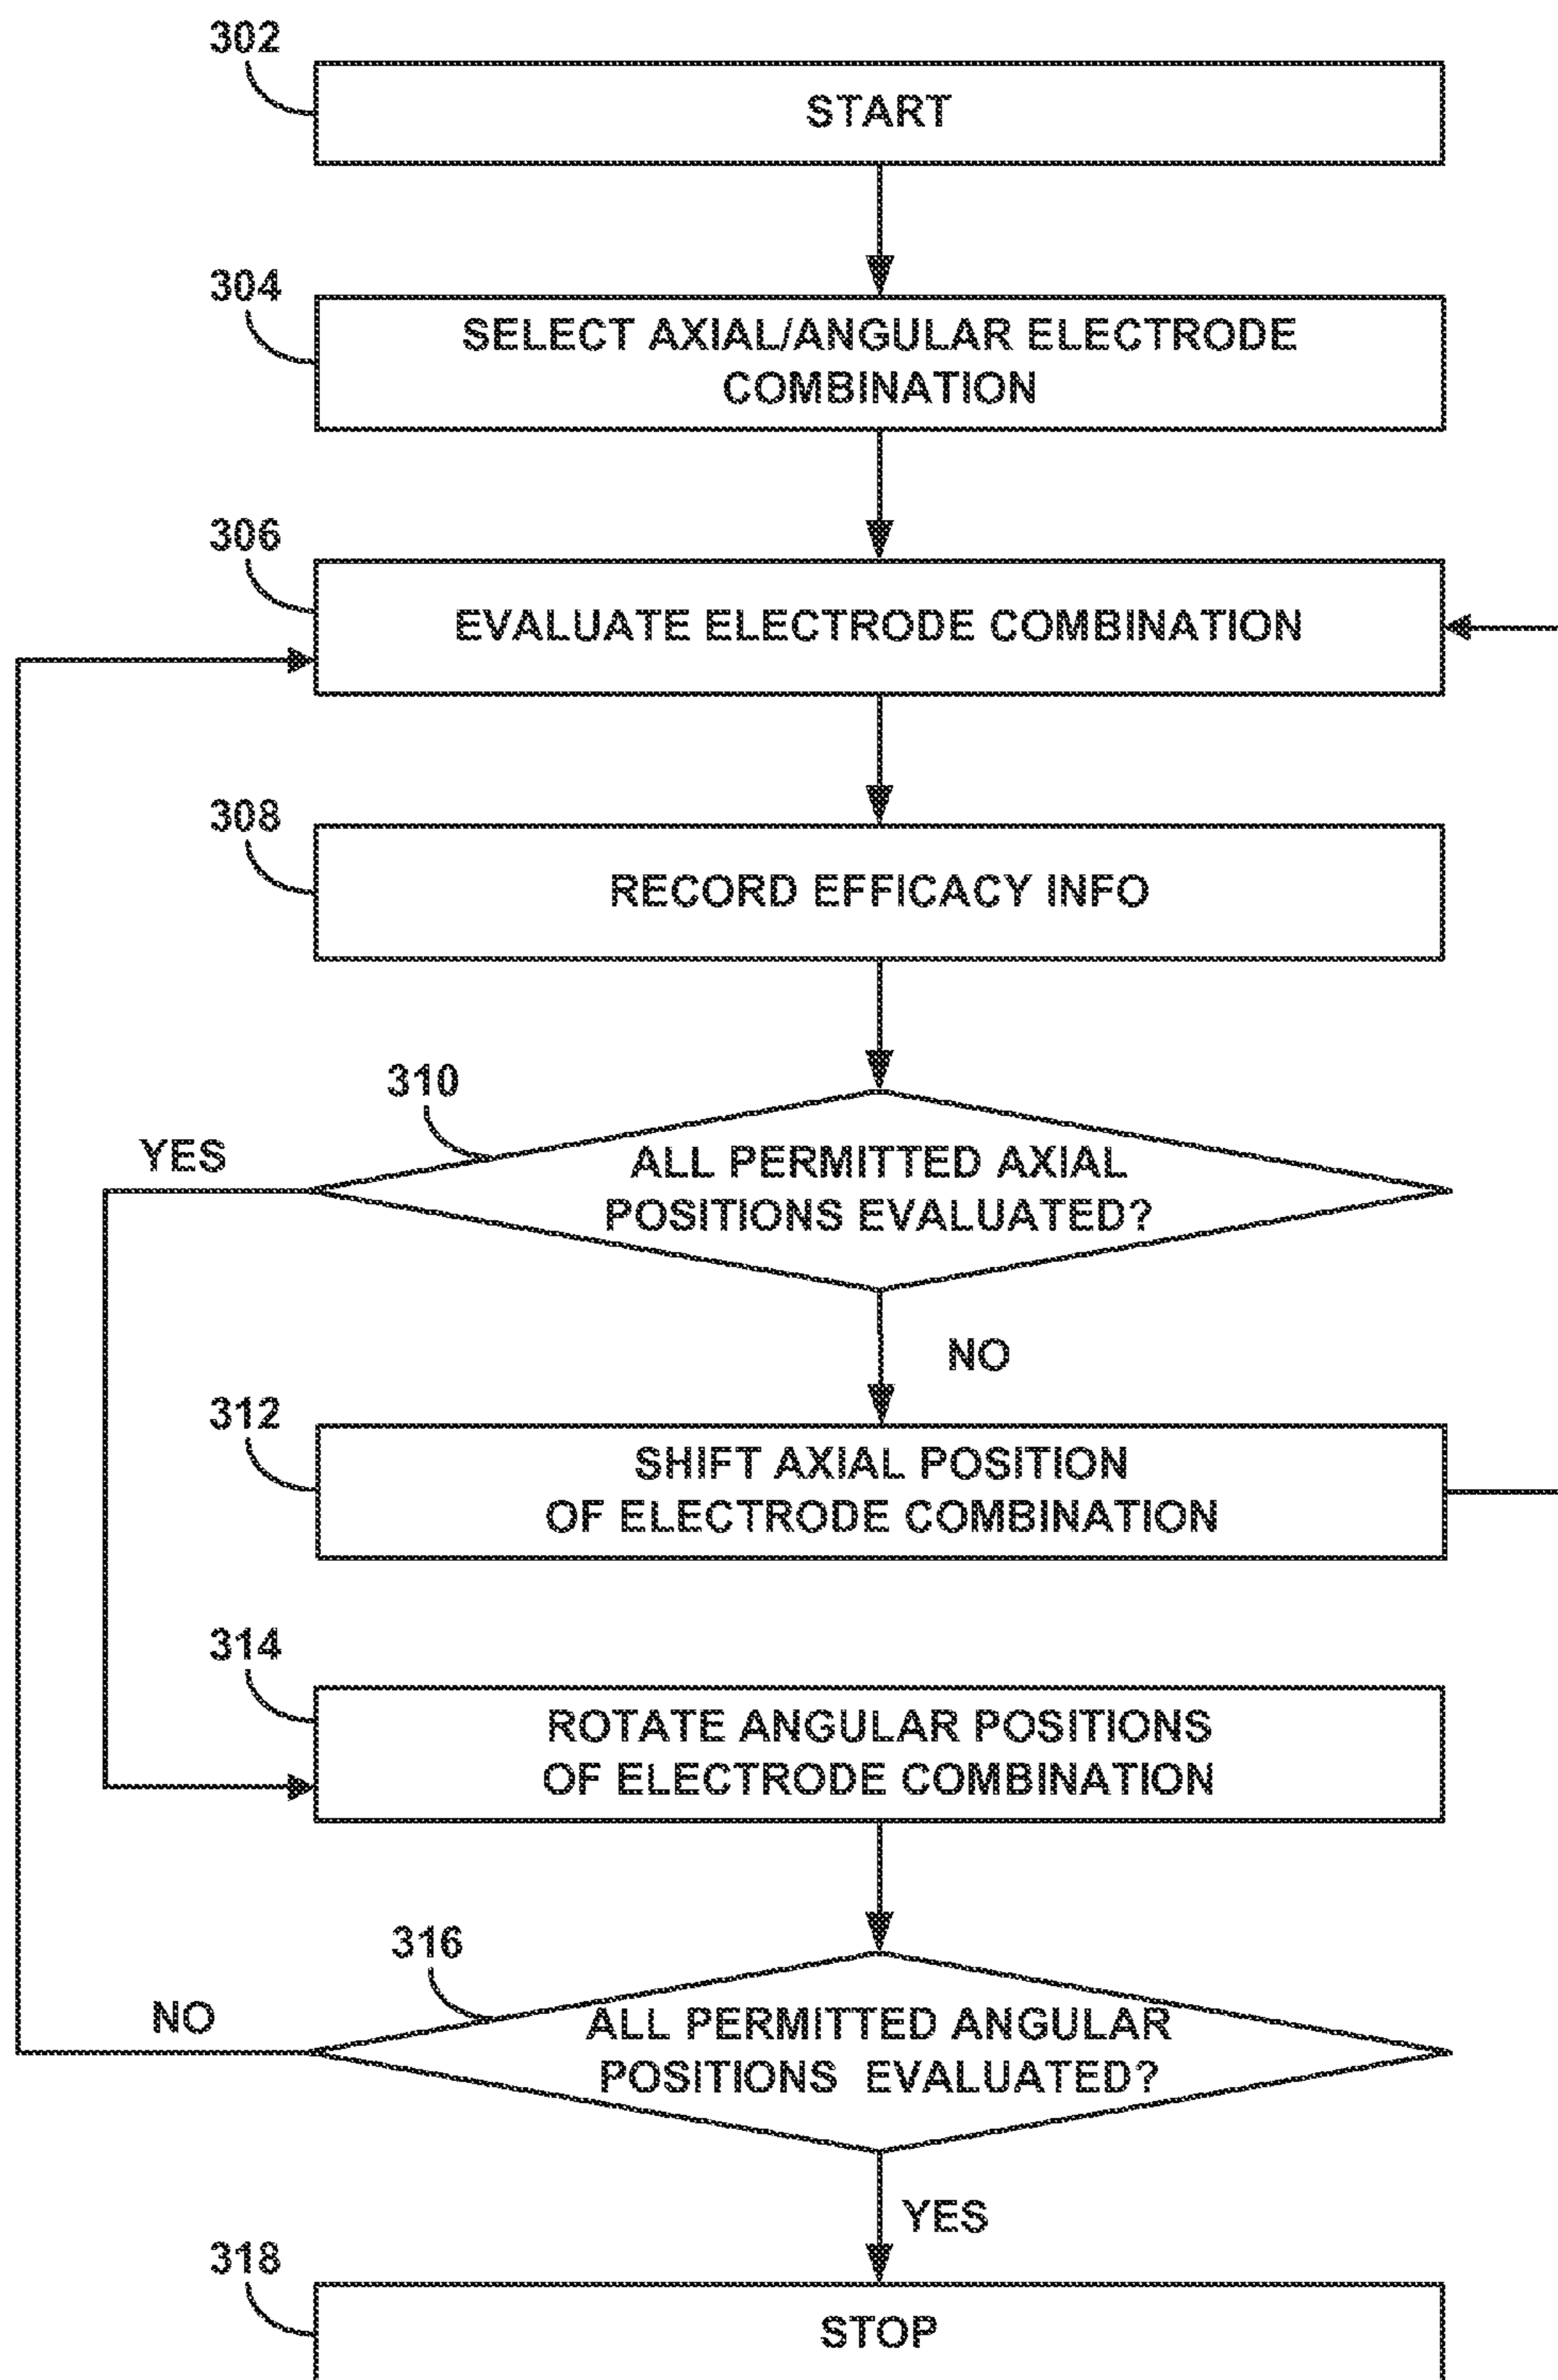 302
START
304
SELECT AXIAL/ANGULAR ELECTRODE
COMBINATION
306
EVALUATE ELECTRODE COMBINATION
308
RECORD EFFICACY INFO
310
YES
ALL PERMITTED AXIAL
POSITIONS EVALUATED?
NO
312
SHIFT AXIAL POSITION
OF ELECTRODE COMBINATION
314
ROTATE ANGULAR POSITIONS
OF ELECTRODE COMBINATION
316
NO
ALL PERMITTED ANGULAR
POSITIONS EVALUATED?
YES
318
STOP